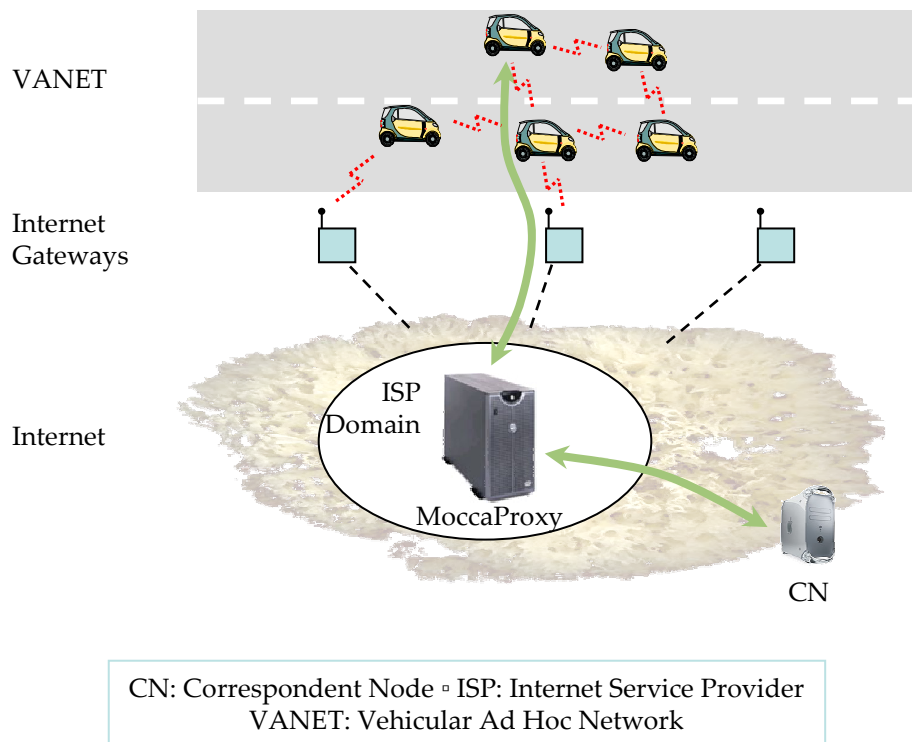 VANET
Internet
Gateways
ISP
Domain
Internet
MoccaProxy
CN
CN: Correspondent Node ▫ ISP: Internet Service Provider
VANET: Vehicular Ad Hoc Network